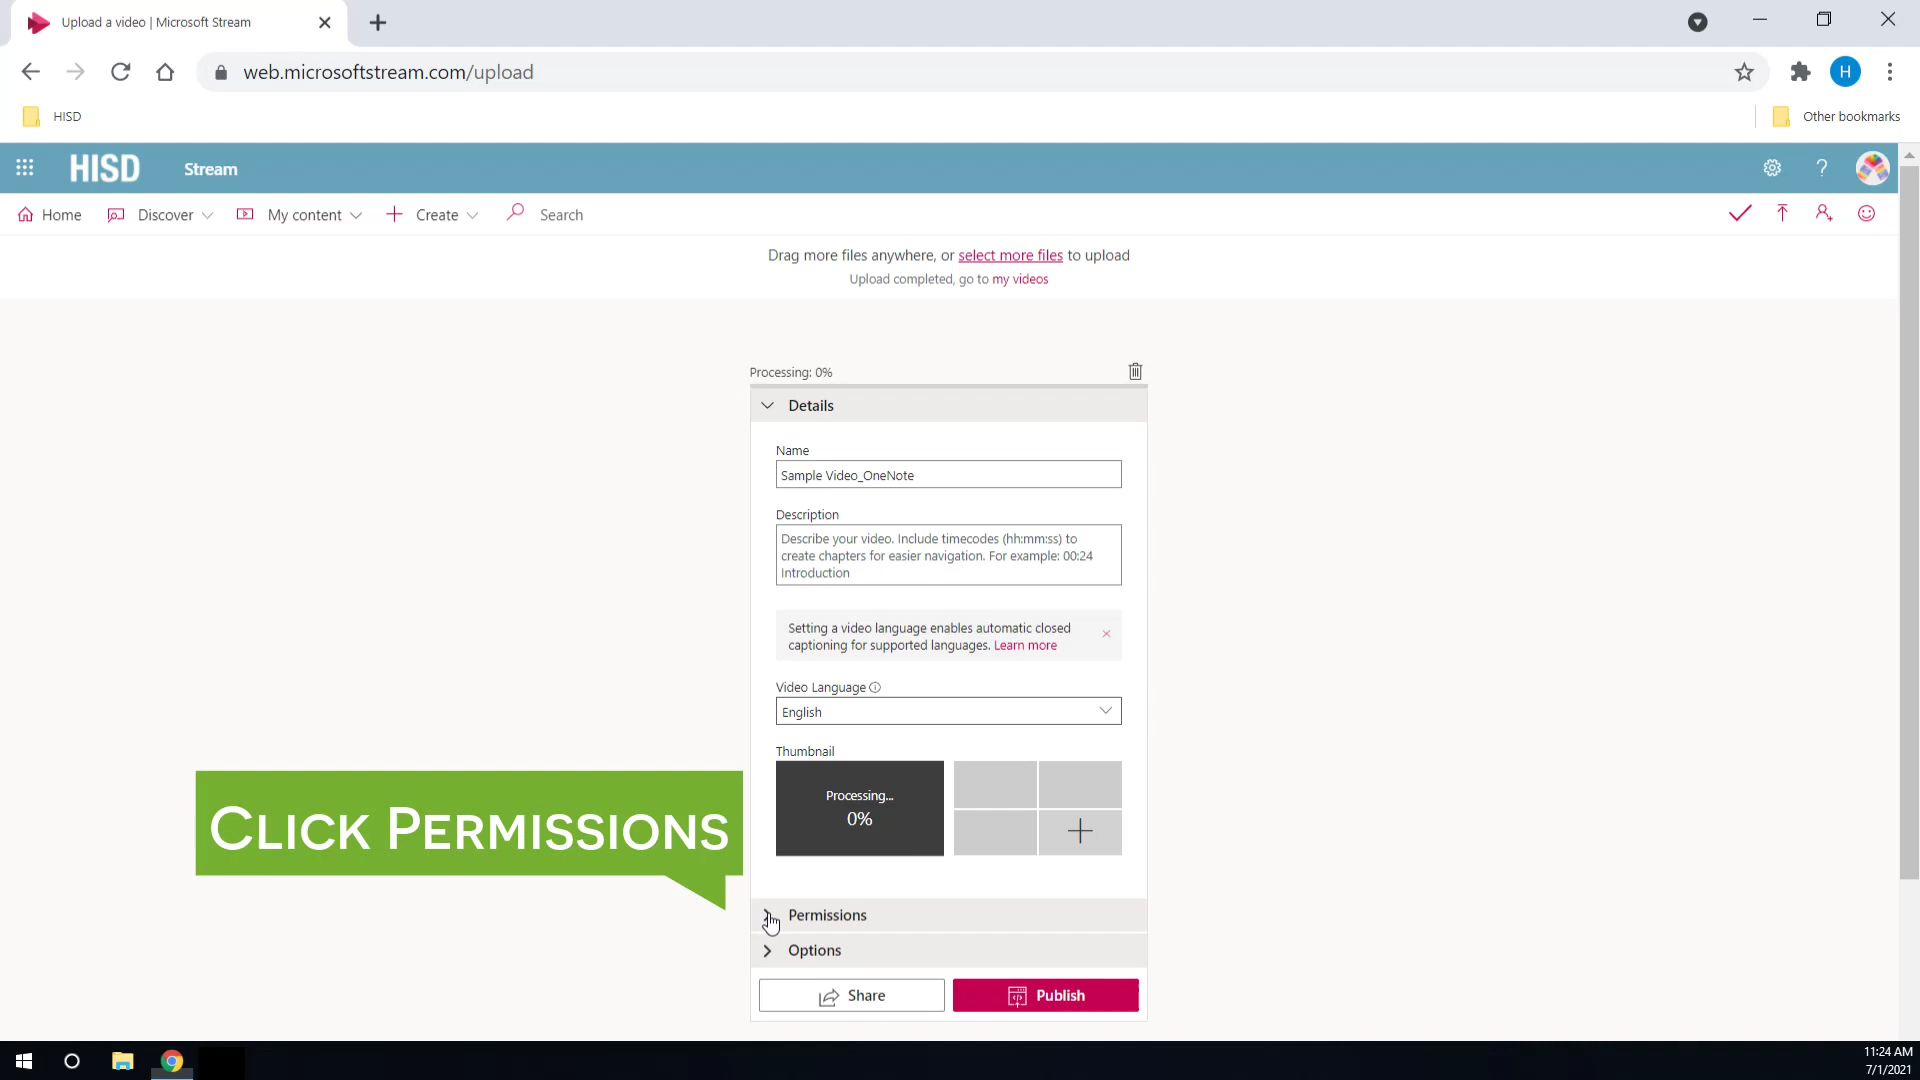 Upload a video | Microsoft Stream
web.microsoftstream.com/upload
H
HISD
Other bookmarks
HISD
Stream
?
Home
Discover
My content
Create
Search
Drag more files anywhere, or select more files to upload
Upload completed, go to my videos
Processing: 0%
Details
Name
Sample Video_OneNote
Description
Describe your video. Include timecodes (hh:mm:ss) to
create chapters for easier navigation. For example: 00:24
Introduction
Setting a video language enables automatic closed
captioning for supported languages. Learn more
Video Language
English
Thumbnail
Processing...
0%
CLICK PERMISSIONS
Permissions
Options
Share
Publish
11:24 AM
7/1/2021